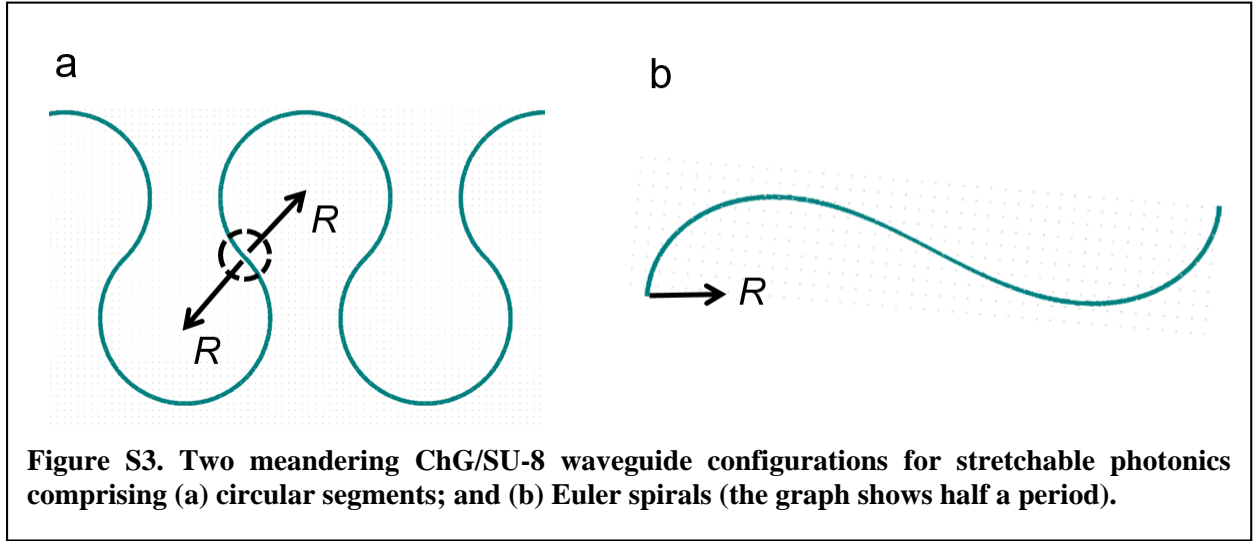 a
b
R
R
R
Figure S3. Two meandering ChG/SU-8 waveguide configurations for stretchable photonics
comprising (a) circular segments; and (b) Euler spirals (the graph shows half a period).